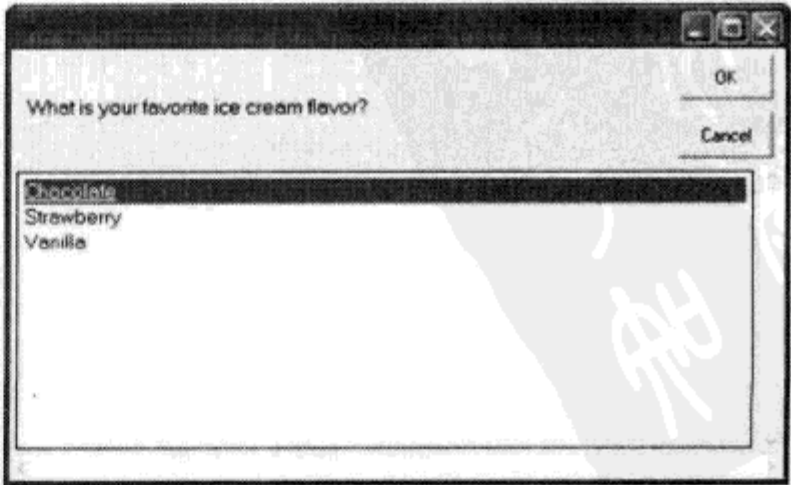 OK
What is your favorite ice cream flavor?
Cancel
Chocolate
Strawberry
Vanilla